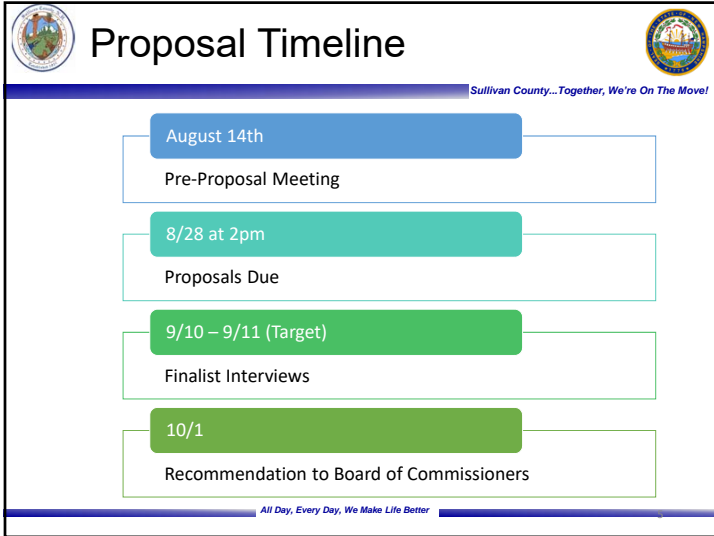 Proposal Timeline
Sullivan County...Together, We're On The Move!
August 14th
Pre-Proposal Meeting
8/28 at 2pm
Proposals Due
9/10 – 9/11 (Target)
Finalist Interviews
10/1
Recommendation to Board of Commissioners
All Day, Every Day, We Make Life Better